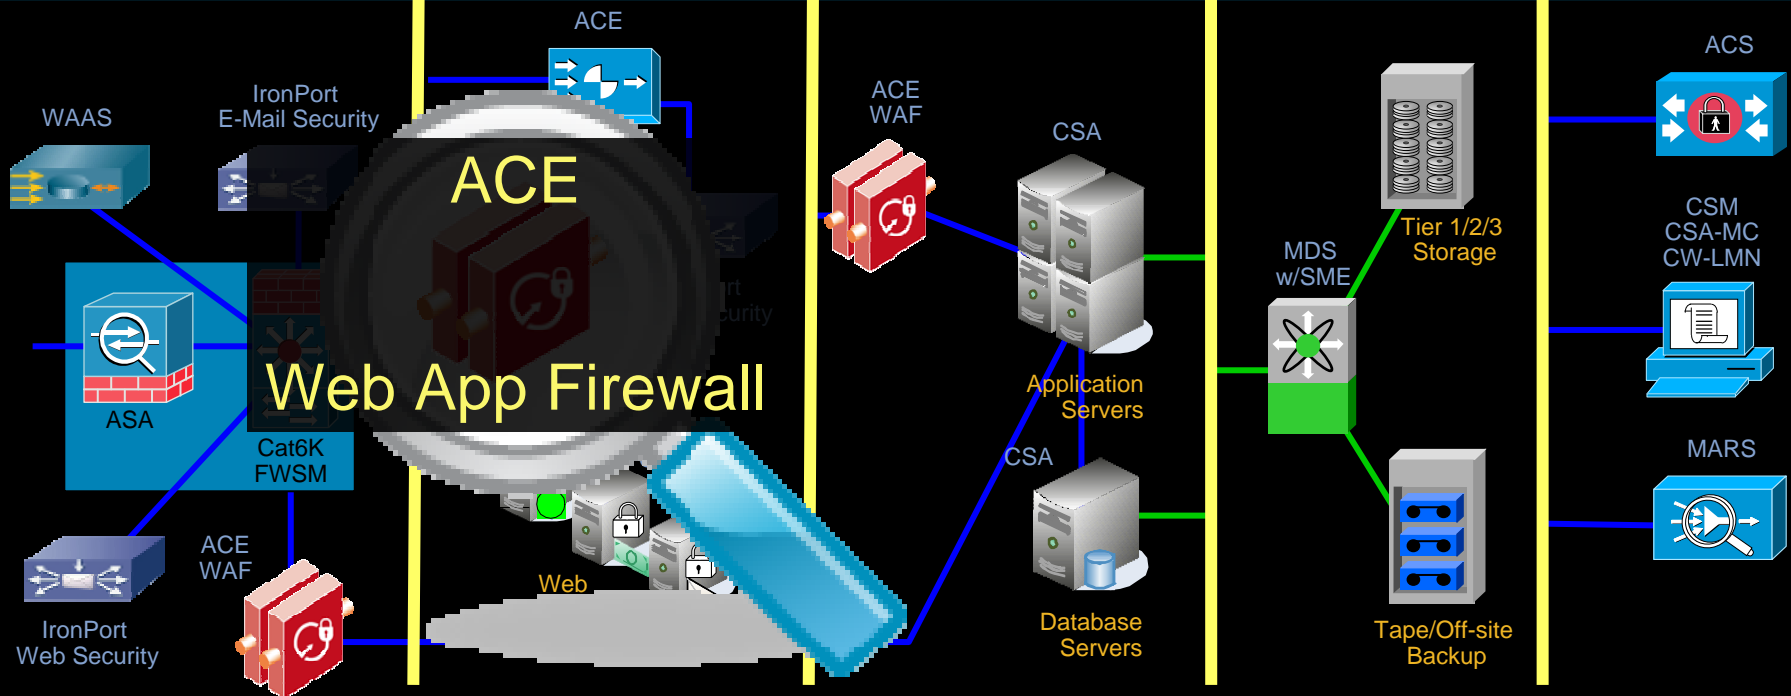 WAAS
IronPort
E-Mail Security
ASA
Cat6K
FWSM
IronPort
Web Security
ACE
WAF
ACE
ACE
Web App Firewall
Web
ACE
WAF
CSA
Application
Servers
CSA
Database
Servers
MDS
w/SME
Tier 1/2/3
Storage
Tape/Off-site
Backup
ACS
CSM
CSA-MC
CW-LMN
MARS